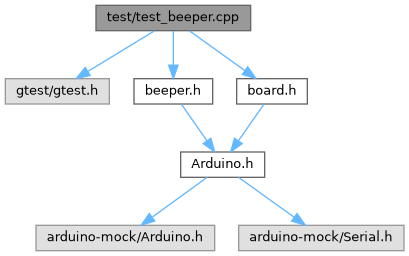 test/test_beeper.cpp
gtest/gtest.h
beeper.h
board.h
Arduino.h
arduino-mock/Arduino.h
arduino-mock/Serial.h